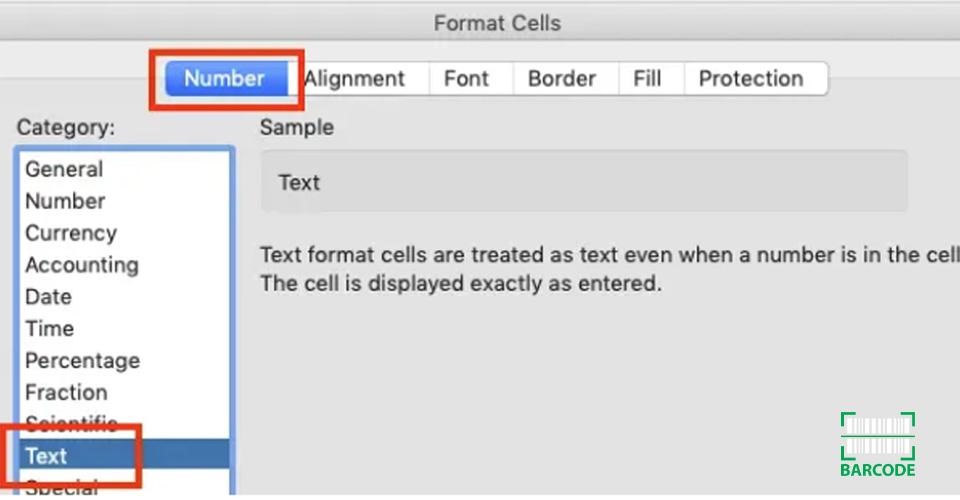 Format Cells
Number Alignment Font Border Fill Protection
Category:
Sample
General
Number
Currency
Accounting
Date
Time
Percentage
Fraction
Scientific
Text
Special
Text
Text format cells are treated as text even when a number is in the cell
The cell is displayed exactly as entered.
BARCODE